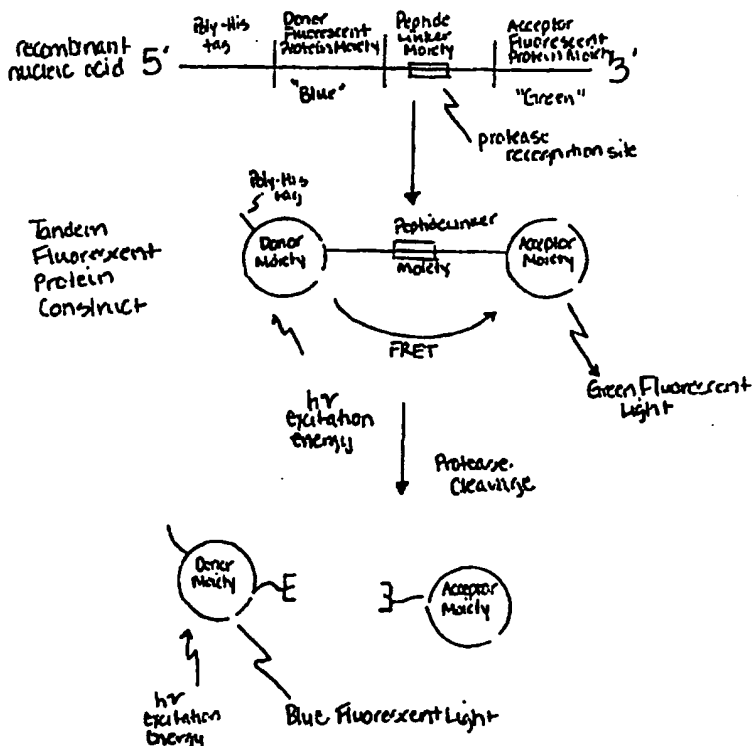 Poly-His
tag
Donor
Fluorescent
Protein Moiety
Peptide
Linker
Moiety
Acceptor
Fluorescent
Protein Moiety
recombinant
nucleic acid 5'
3'
"Blue"
"Green"
protease
recognition site
Poly-His
tag
Tandem
Fluorescent
Protein
Construct
Donor
Moiety
Peptide Linker
Moiety
Acceptor
Moiety
FRET
Green Fluorescent
Light
hν
excitation
energy
Protease
Cleavage
Donor
Moiety
Acceptor
Moiety
hν
excitation
energy
Blue Fluorescent Light